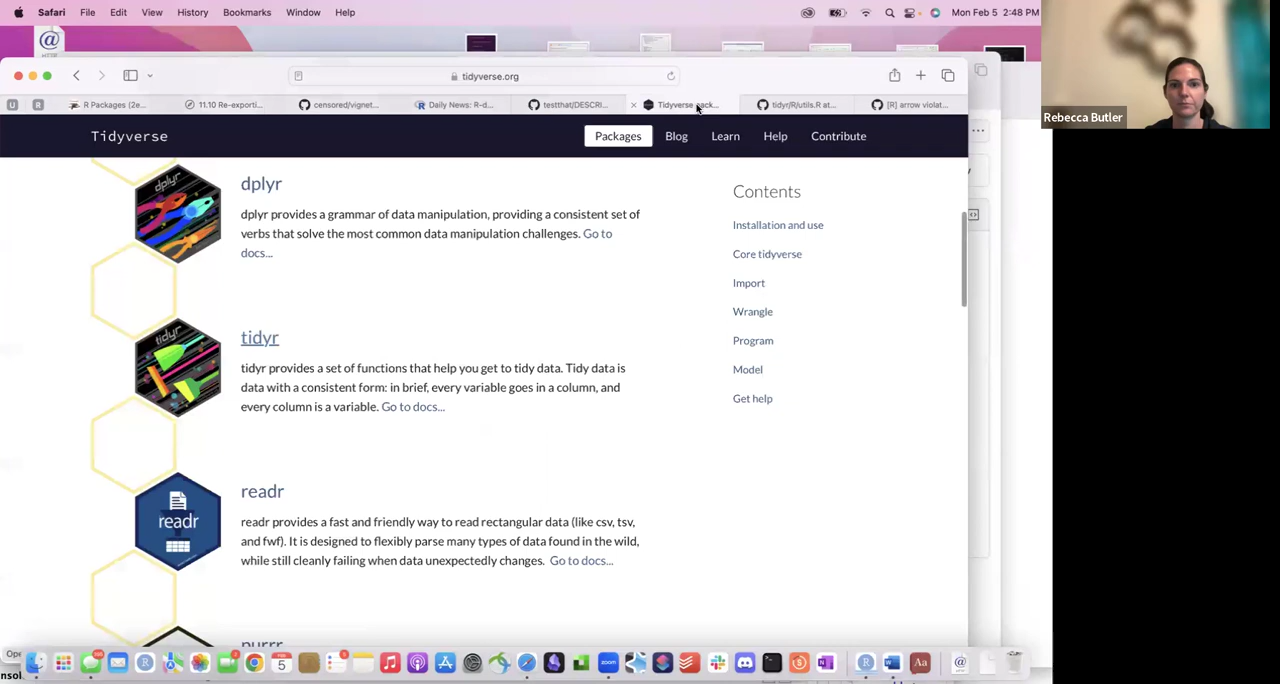 Safari File Edit View History Bookmarks Window Help Mon Feb 5 2:48 PM
tidyverse.org
R Packages (2e... 11.10 Re-exporti... censored/vignet... Daily News: R-d... testthat/DESCRI... Tidyverse pack... tidyr/R/utils.R at... [R] arrow violat...
Tidyverse Packages Blog Learn Help Contribute
dplyr
dplyr
dplyr provides a grammar of data manipulation, providing a consistent set of
verbs that solve the most common data manipulation challenges. Go to
docs...
tidyr
tidyr
tidyr provides a set of functions that help you get to tidy data. Tidy data is
data with a consistent form: in brief, every variable goes in a column, and
every column is a variable. Go to docs...
readr
readr
readr provides a fast and friendly way to read rectangular data (like csv, tsv,
and fwf). It is designed to flexibly parse many types of data found in the wild,
while still cleanly failing when data unexpectedly changes. Go to docs...
purrr
Contents
Installation and use
Core tidyverse
Import
Wrangle
Program
Model
Get help
Rebecca Butler